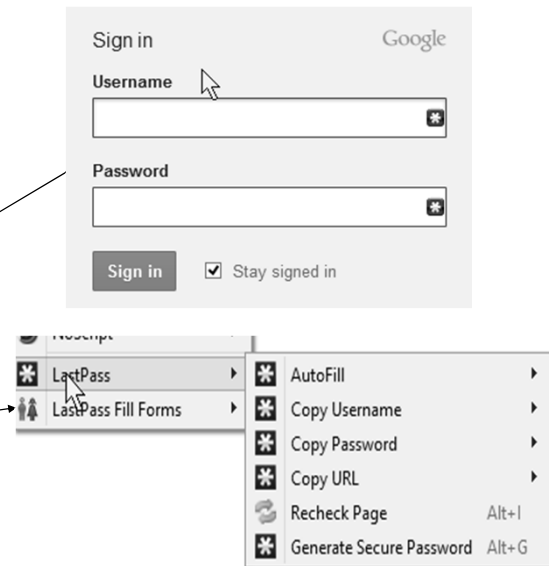 Sign in
Google
Username
Password
Sign in
Stay signed in
NoScript
LastPass
LastPass Fill Forms
AutoFill
Copy Username
Copy Password
Copy URL
Recheck Page Alt+I
Generate Secure Password Alt+G